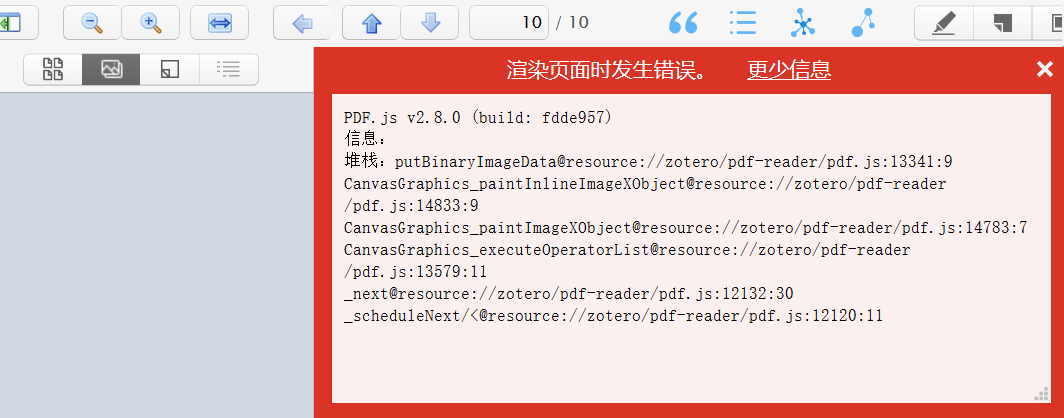 10 / 10
渲染页面时发生错误。 更少信息
PDF.js v2.8.0 (build: fdde957)
信息:
堆栈: putBinaryImageData@resource://zotero/pdf-reader/pdf.js:13341:9
CanvasGraphics_paintInlineImageXObject@resource://zotero/pdf-reader
/pdf.js:14833:9
CanvasGraphics_paintImageXObject@resource://zotero/pdf-reader/pdf.js:14783:7
CanvasGraphics_executeOperatorList@resource://zotero/pdf-reader
/pdf.js:13579:11
_next@resource://zotero/pdf-reader/pdf.js:12132:30
_scheduleNext/<@resource://zotero/pdf-reader/pdf.js:12120:11